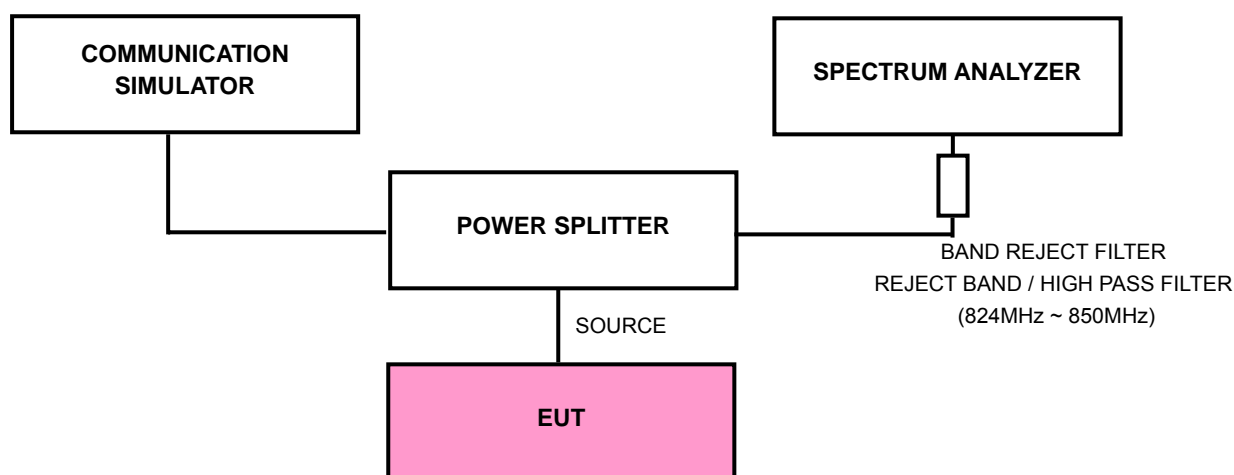 COMMUNICATION
SIMULATOR
SPECTRUM ANALYZER
POWER SPLITTER
BAND REJECT FILTER
REJECT BAND / HIGH PASS FILTER
(824MHz ~ 850MHz)
SOURCE
EUT